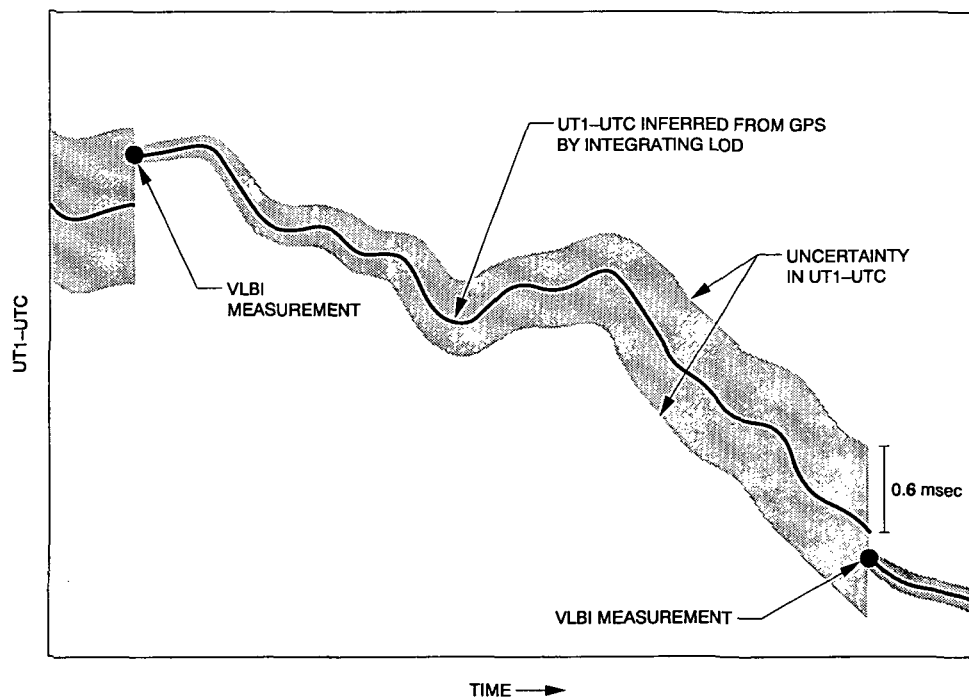 UT1–UTC INFERRED FROM GPS
BY INTEGRATING LOD
UNCERTAINTY
IN UT1–UTC
VLBI
MEASUREMENT
UT1–UTC
0.6 msec
VLBI MEASUREMENT
TIME